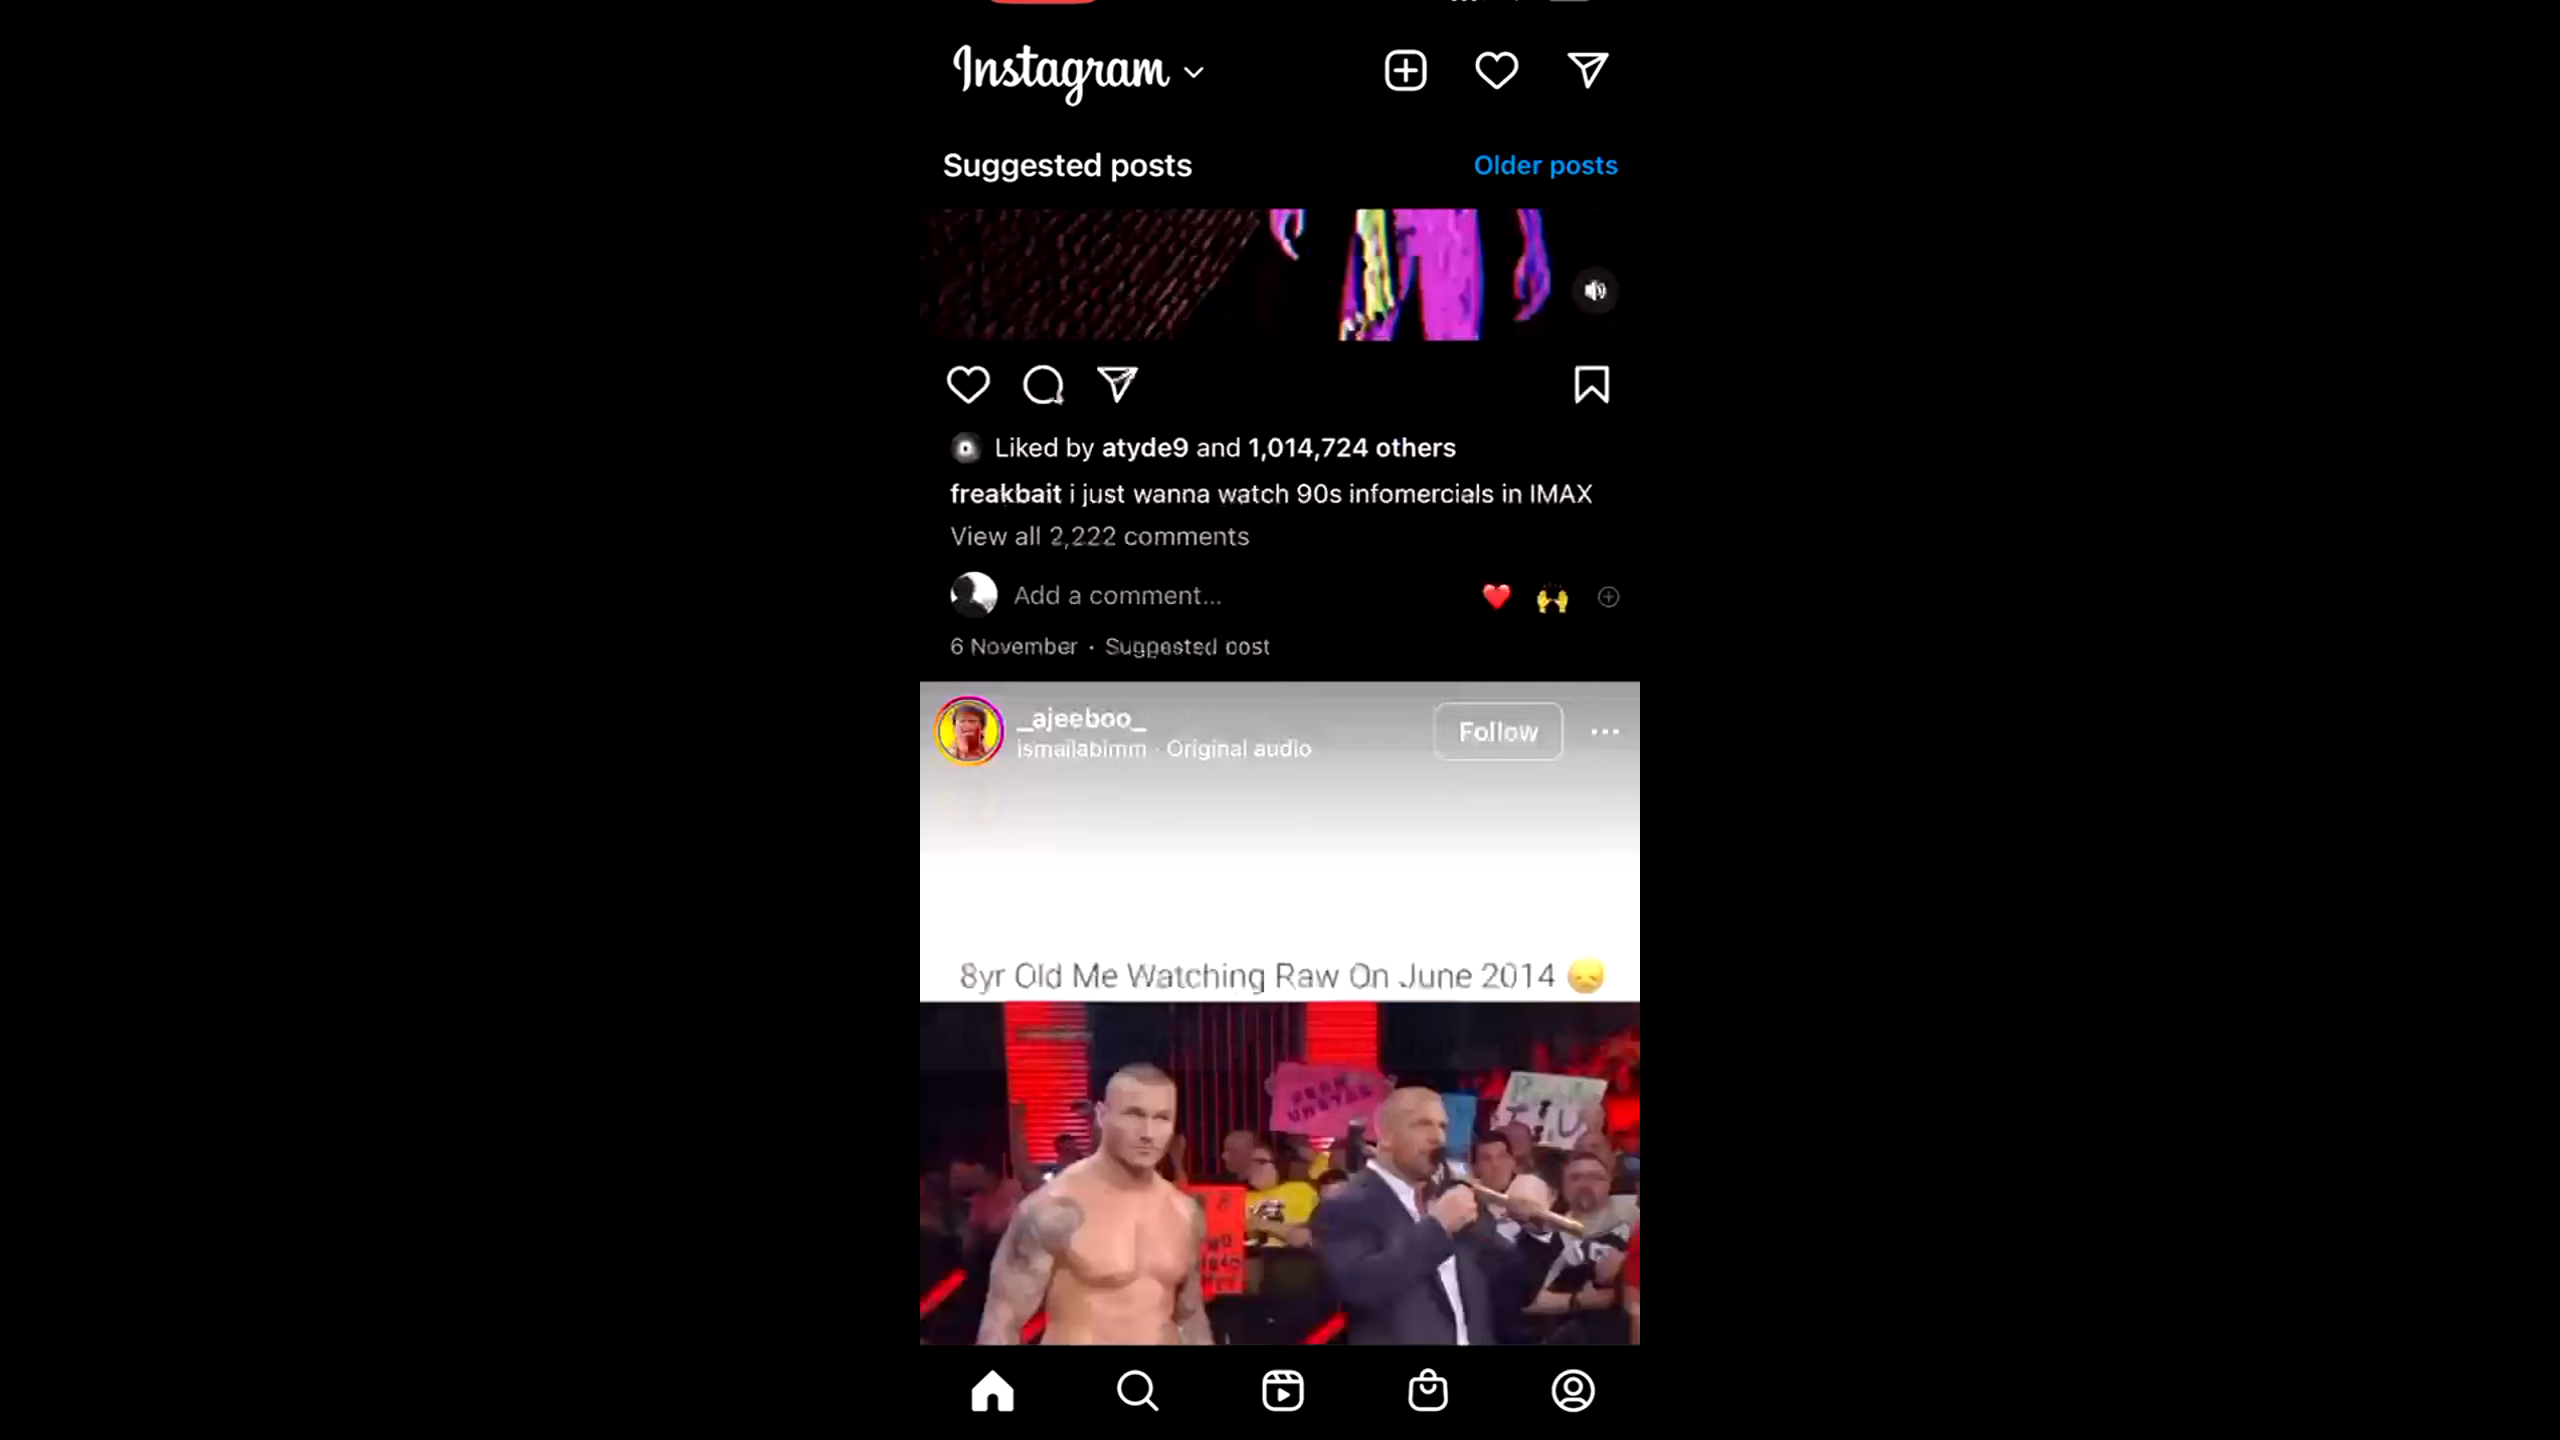 Instagram
Suggested posts
Older posts
Liked by atyde9 and 1,014,724 others
freakbait i just wanna watch 90s infomercials in IMAX
View all 2,222 comments
Add a comment...
6 November · Suggested post
_ajeeboo_
ismailabimm · Original audio
Follow
8yr Old Me Watching Raw On June 2014 😞